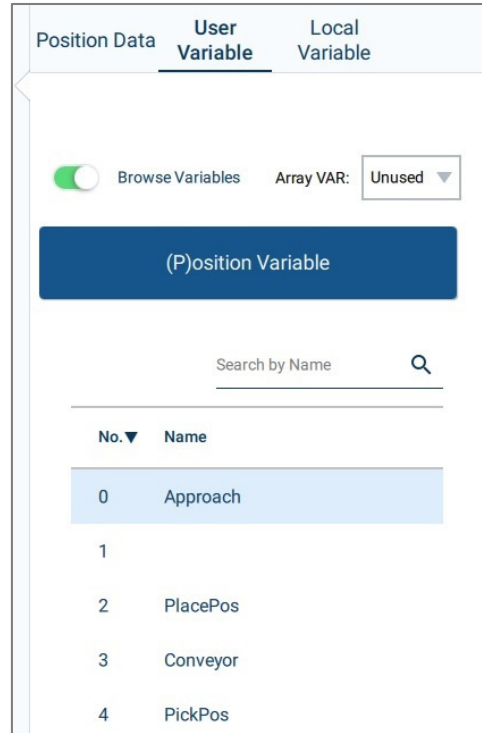 Position Data User Variable Local Variable
Browse Variables Array VAR: Unused
(P)osition Variable
Search by Name
No. Name
0 Approach
1
2 PlacePos
3 Conveyor
4 PickPos